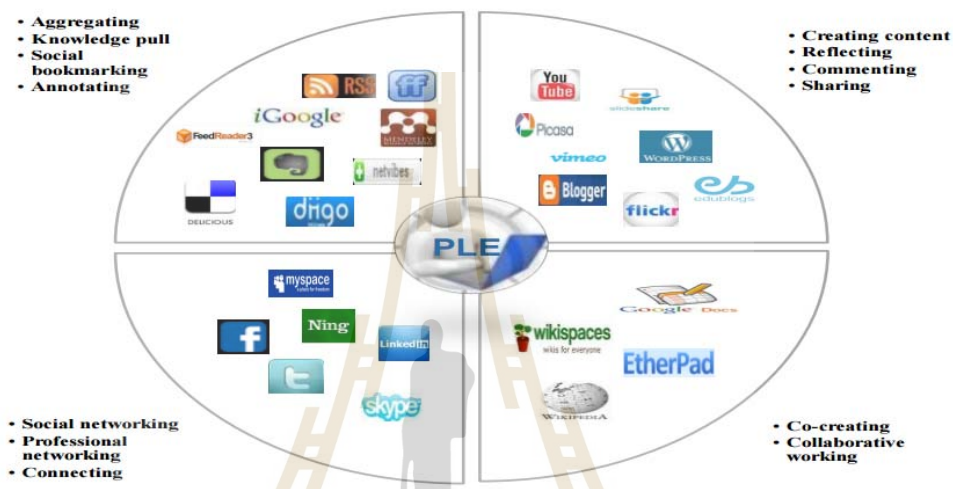 • Aggregating
• Knowledge pull
• Social
bookmarking
• Annotating
RSS
ff
iGoogle
MENDELEY
FeedReader3
netvibes
DELICIOUS
diigo
• Creating content
• Reflecting
• Commenting
• Sharing
You
Tube
slideshare
Picasa
WORDPRESS
vimeo
Blogger
flickr
edublogs
PLE
myspace
f
Ning
LinkedIn
t
skype
• Social networking
• Professional
networking
• Connecting
Google Docs
wikispaces
wikis for everyone
EtherPad
WIKIPEDIA
• Co-creating
• Collaborative
working